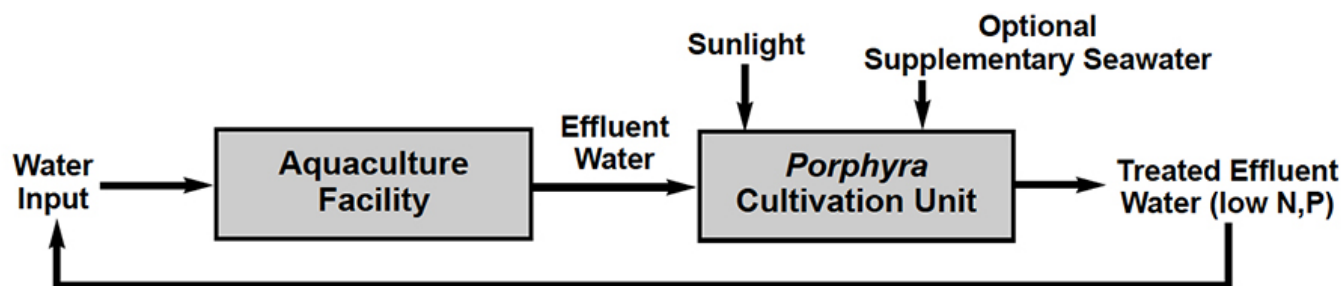 Water
Input
Aquaculture
Facility
Effluent
Water
Sunlight
Optional
Supplementary Seawater
Porphyra
Cultivation Unit
Treated Effluent
Water (low N,P)